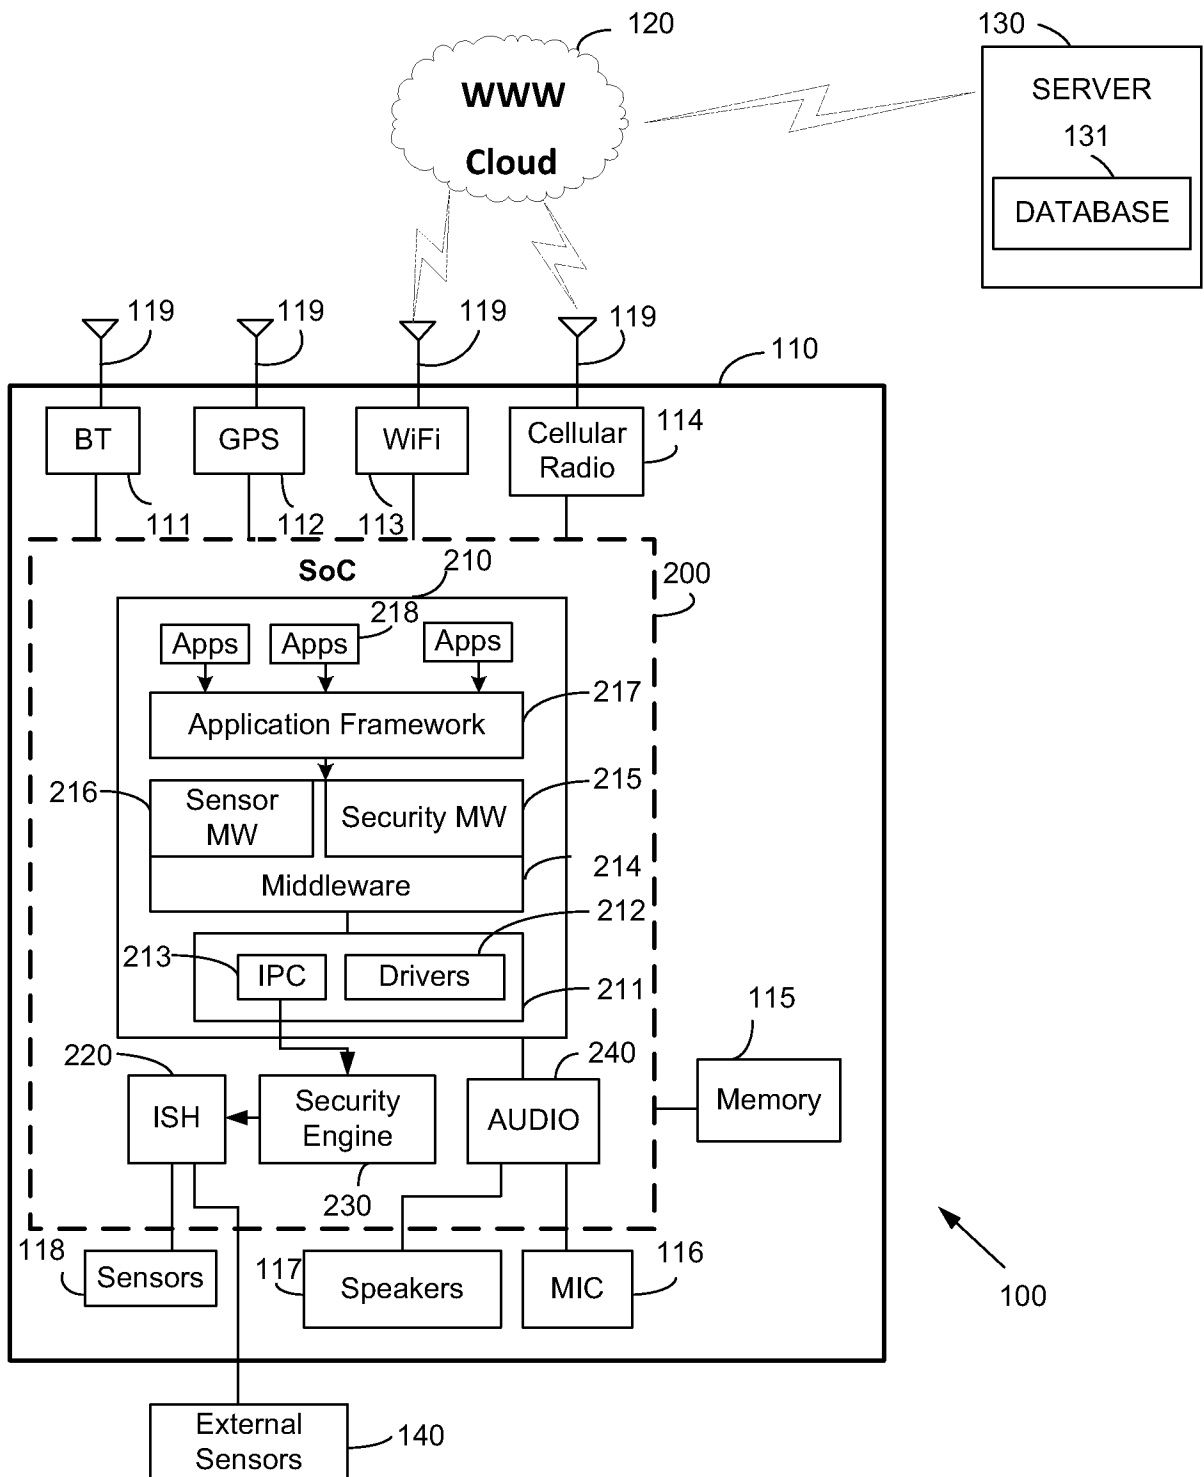 120
130
WWW
Cloud
SERVER
131
DATABASE
119
119
119
119
110
BT
GPS
WiFi
Cellular
Radio
114
111
112
113
SoC
210
200
218
Apps
Apps
Apps
217
Application Framework
216
215
Sensor
MW
Security MW
214
Middleware
212
213
IPC
Drivers
211
115
220
240
Memory
ISH
Security
Engine
AUDIO
230
118
Sensors
117
Speakers
MIC
116
100
External
Sensors
140